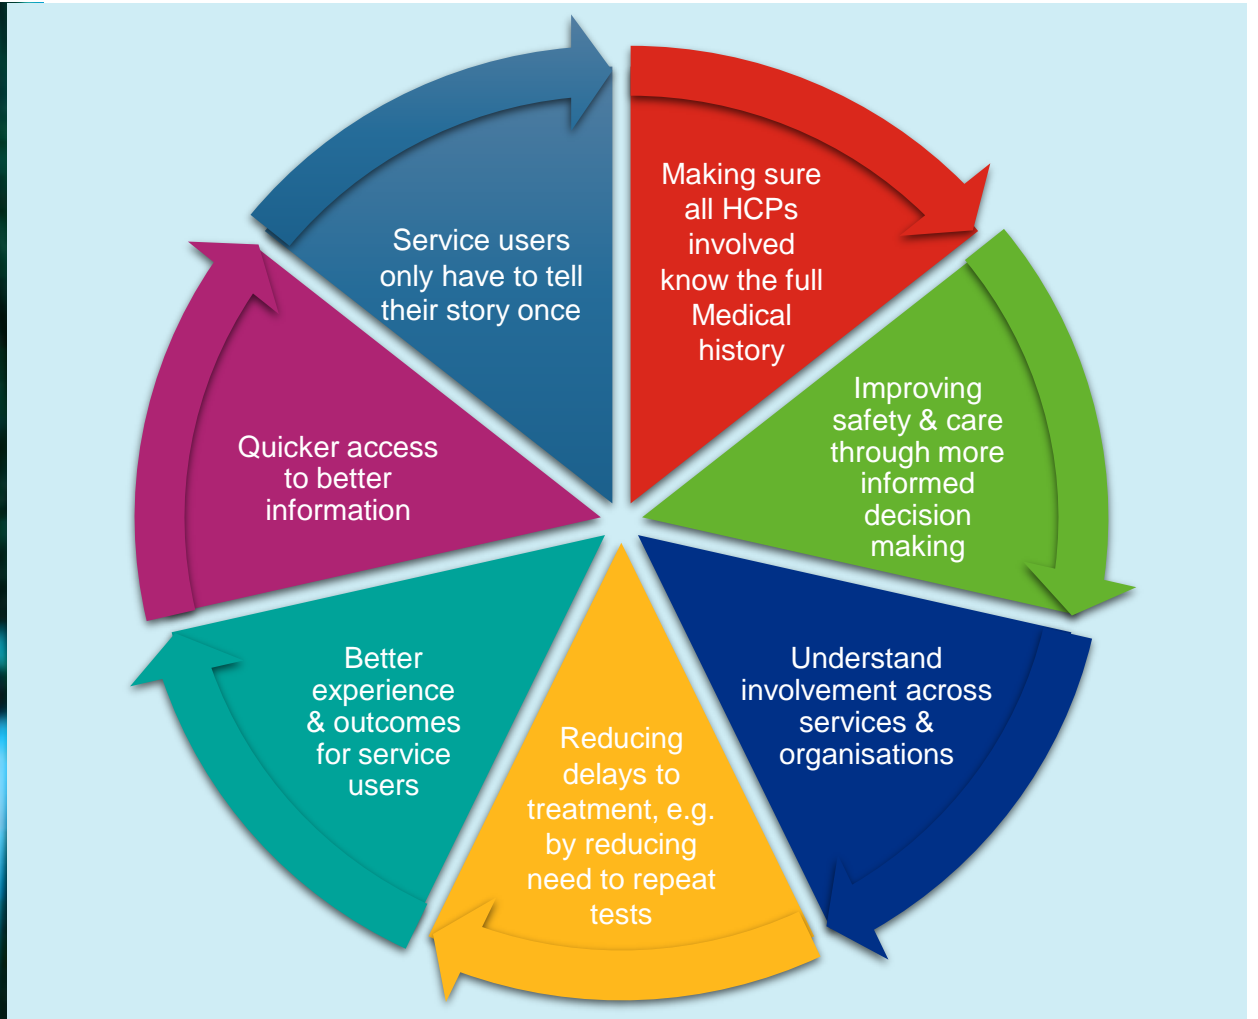 Making sure
all HCPs
involved
know the full
Medical
history
Improving
safety & care
through more
informed
decision
making
Understand
involvement across
services &
organisations
Reducing
delays to
treatment, e.g.
by reducing
need to repeat
tests
Better
experience
& outcomes
for service
users
Quicker access
to better
information
Service users
only have to tell
their story once